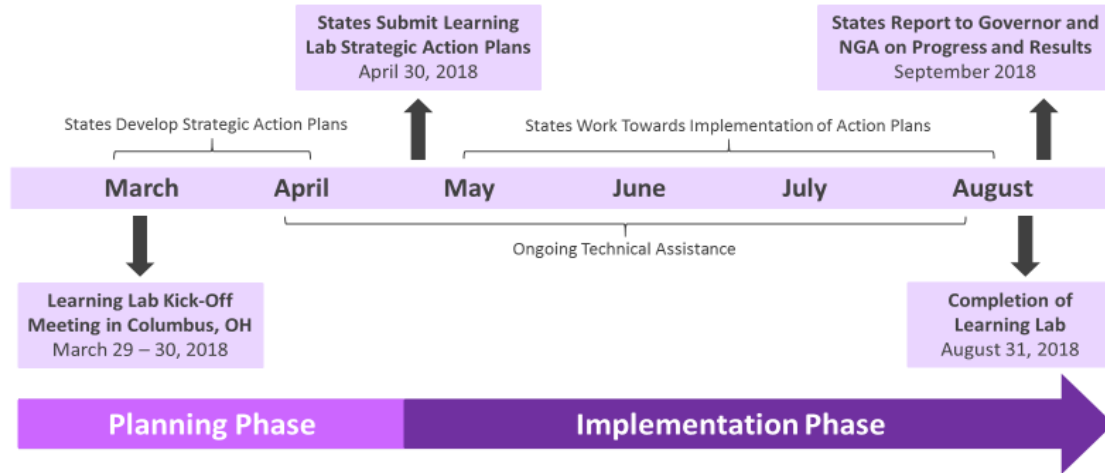 States Submit Learning
Lab Strategic Action Plans
April 30, 2018
States Report to Governor and
NGA on Progress and Results
September 2018
States Develop Strategic Action Plans
States Work Towards Implementation of Action Plans
March
April
May
June
July
August
Ongoing Technical Assistance
Learning Lab Kick-Off
Meeting in Columbus, OH
March 29 – 30, 2018
Completion of
Learning Lab
August 31, 2018
Planning Phase
Implementation Phase